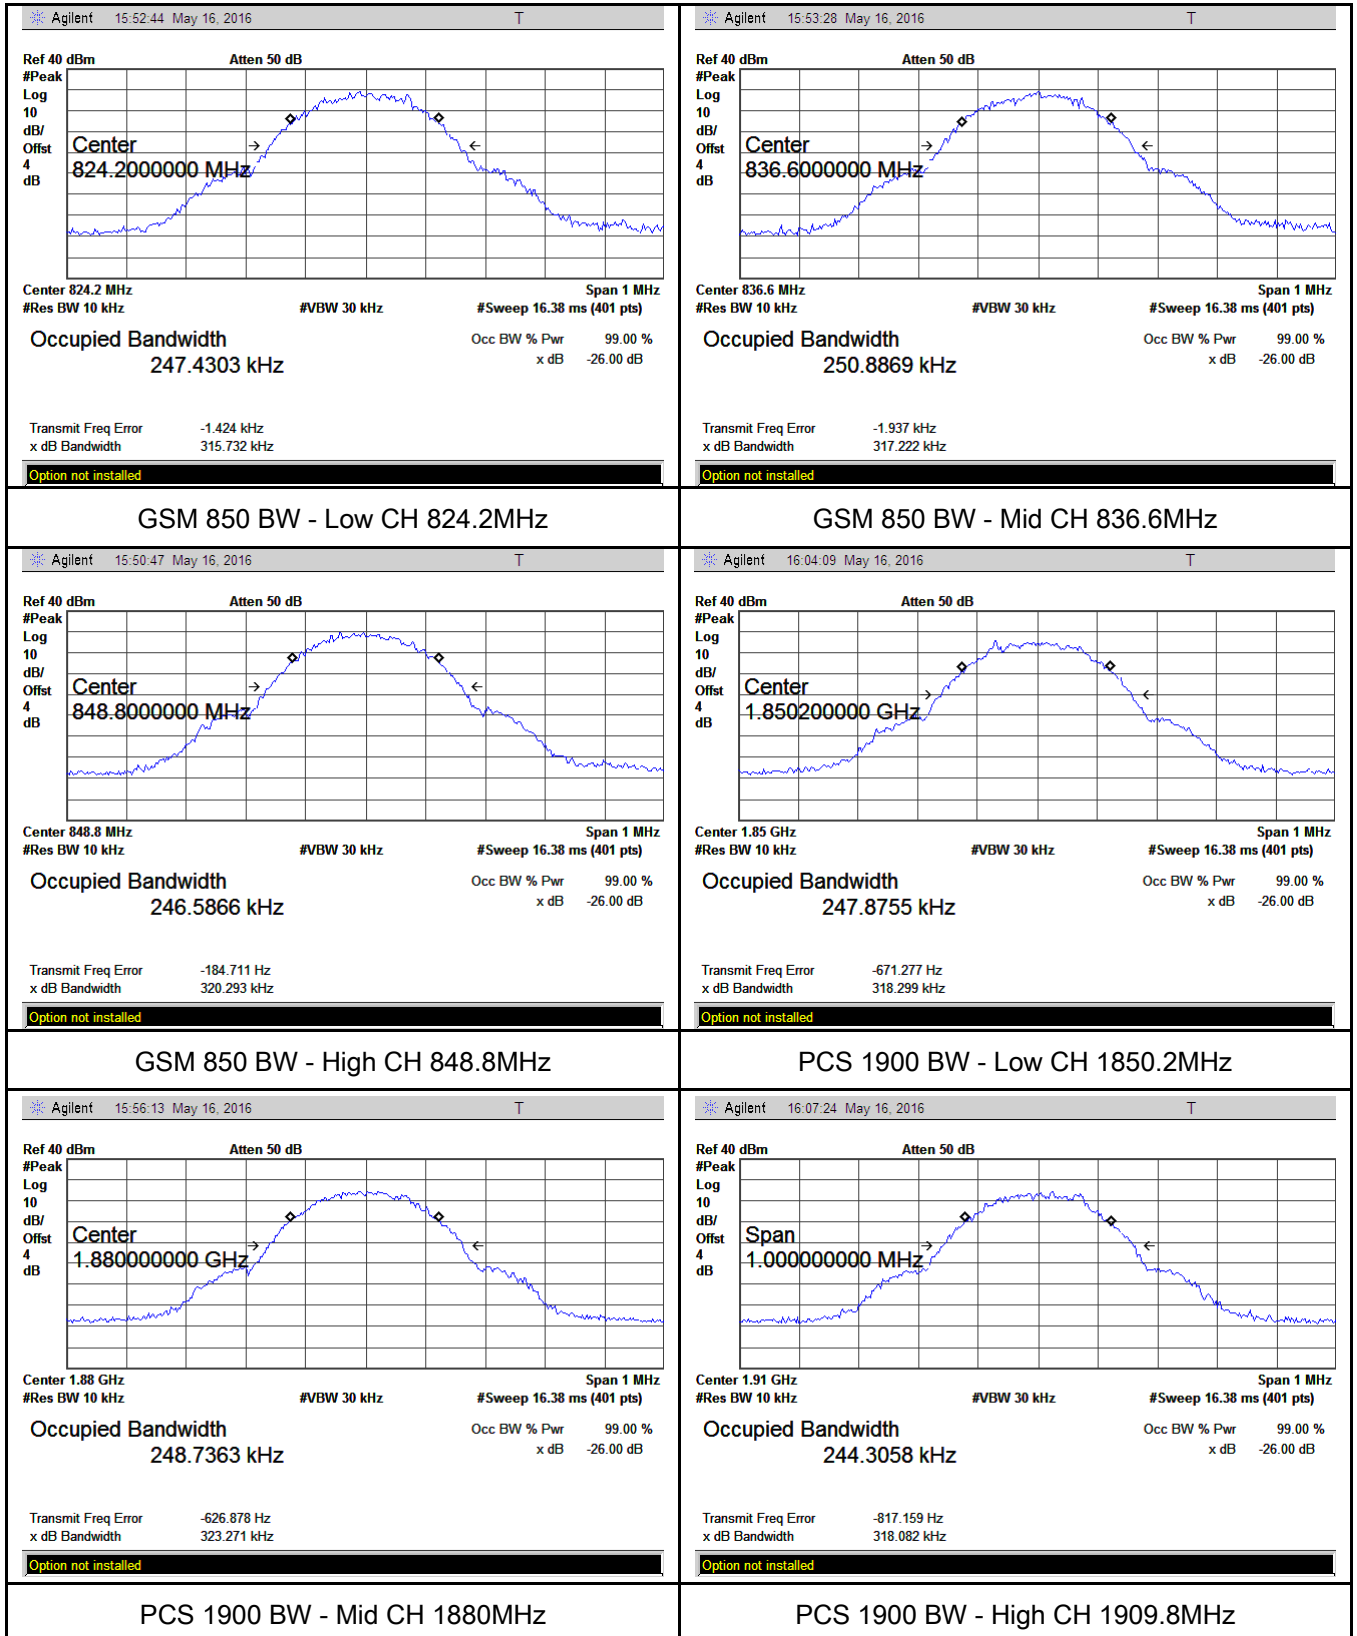 Agilent 15:52:44 May 16, 2016 T
Ref 40 dBm Atten 50 dB
#Peak
Log
10
dB/
Offst
4
dB
Center
824.2000000 MHz
Center 824.2 MHz Span 1 MHz
#Res BW 10 kHz #VBW 30 kHz #Sweep 16.38 ms (401 pts)
Occupied Bandwidth Occ BW % Pwr 99.00 %
247.4303 kHz x dB -26.00 dB
Transmit Freq Error -1.424 kHz
x dB Bandwidth 315.732 kHz
Option not installed
GSM 850 BW - Low CH 824.2MHz
Agilent 15:53:28 May 16, 2016 T
Ref 40 dBm Atten 50 dB
#Peak
Log
10
dB/
Offst
4
dB
Center
836.6000000 MHz
Center 836.6 MHz Span 1 MHz
#Res BW 10 kHz #VBW 30 kHz #Sweep 16.38 ms (401 pts)
Occupied Bandwidth Occ BW % Pwr 99.00 %
250.8869 kHz x dB -26.00 dB
Transmit Freq Error -1.937 kHz
x dB Bandwidth 317.222 kHz
Option not installed
GSM 850 BW - Mid CH 836.6MHz
Agilent 15:50:47 May 16, 2016 T
Ref 40 dBm Atten 50 dB
#Peak
Log
10
dB/
Offst
4
dB
Center
848.8000000 MHz
Center 848.8 MHz Span 1 MHz
#Res BW 10 kHz #VBW 30 kHz #Sweep 16.38 ms (401 pts)
Occupied Bandwidth Occ BW % Pwr 99.00 %
246.5866 kHz x dB -26.00 dB
Transmit Freq Error -184.711 Hz
x dB Bandwidth 320.293 kHz
Option not installed
GSM 850 BW - High CH 848.8MHz
Agilent 16:04:09 May 16, 2016 T
Ref 40 dBm Atten 50 dB
#Peak
Log
10
dB/
Offst
4
dB
Center
1.850200000 GHz
Center 1.85 GHz Span 1 MHz
#Res BW 10 kHz #VBW 30 kHz #Sweep 16.38 ms (401 pts)
Occupied Bandwidth Occ BW % Pwr 99.00 %
247.8755 kHz x dB -26.00 dB
Transmit Freq Error -671.277 Hz
x dB Bandwidth 318.299 kHz
Option not installed
PCS 1900 BW - Low CH 1850.2MHz
Agilent 15:56:13 May 16, 2016 T
Ref 40 dBm Atten 50 dB
#Peak
Log
10
dB/
Offst
4
dB
Center
1.880000000 GHz
Center 1.88 GHz Span 1 MHz
#Res BW 10 kHz #VBW 30 kHz #Sweep 16.38 ms (401 pts)
Occupied Bandwidth Occ BW % Pwr 99.00 %
248.7363 kHz x dB -26.00 dB
Transmit Freq Error -626.878 Hz
x dB Bandwidth 323.271 kHz
Option not installed
PCS 1900 BW - Mid CH 1880MHz
Agilent 16:07:24 May 16, 2016 T
Ref 40 dBm Atten 50 dB
#Peak
Log
10
dB/
Offst
4
dB
Span
1.000000000 MHz
Center 1.91 GHz Span 1 MHz
#Res BW 10 kHz #VBW 30 kHz #Sweep 16.38 ms (401 pts)
Occupied Bandwidth Occ BW % Pwr 99.00 %
244.3058 kHz x dB -26.00 dB
Transmit Freq Error -817.159 Hz
x dB Bandwidth 318.082 kHz
Option not installed
PCS 1900 BW - High CH 1909.8MHz